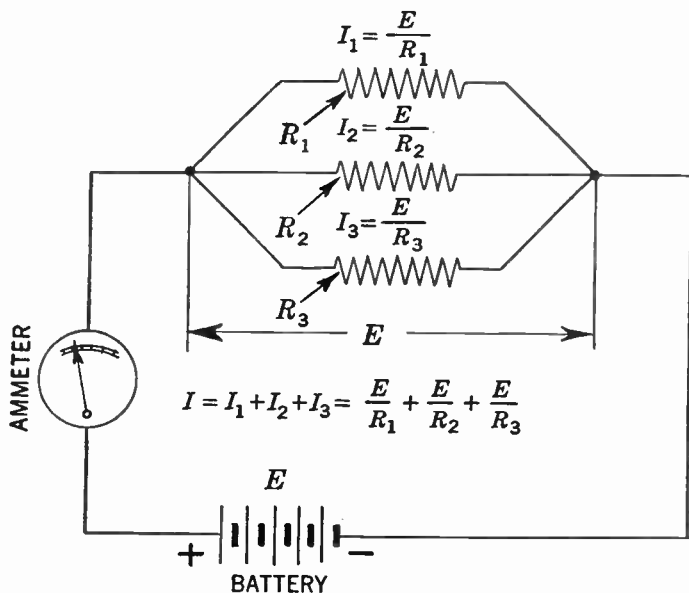 I₁ = E/R₁
R₁
I₂ = E/R₂
R₂
I₃ = E/R₃
R₃
E
AMMETER
I = I₁ + I₂ + I₃ = E/R₁ + E/R₂ + E/R₃
E
+ −
BATTERY